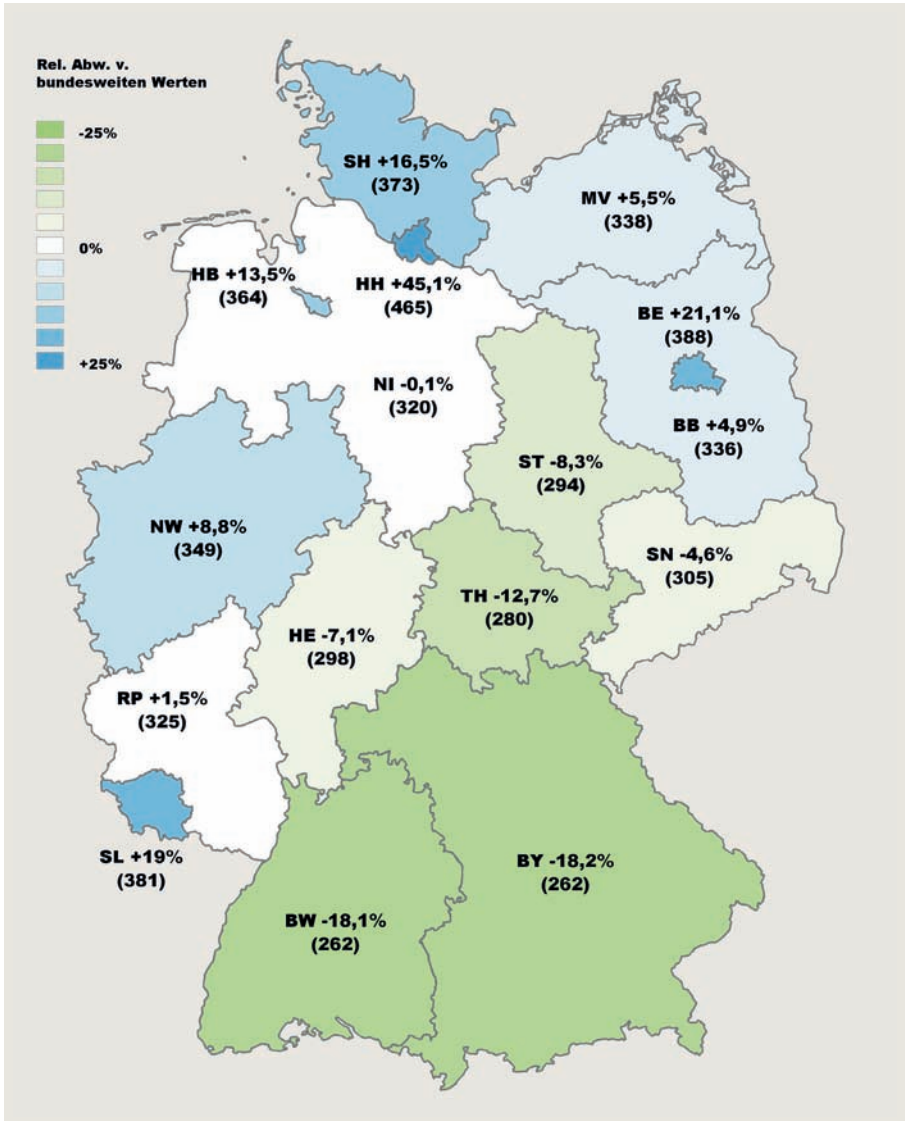 Rel. Abw. v.
bundesweiten Werten
-25%
0%
+25%
SH +16,5%
(373)
MV +5,5%
(338)
HB +13,5%
(364)
HH +45,1%
(465)
BE +21,1%
(388)
NI -0,1%
(320)
BB +4,9%
(336)
ST -8,3%
(294)
NW +8,8%
(349)
SN -4,6%
(305)
TH -12,7%
(280)
HE -7,1%
(298)
RP +1,5%
(325)
SL +19%
(381)
BY -18,2%
(262)
BW -18,1%
(262)